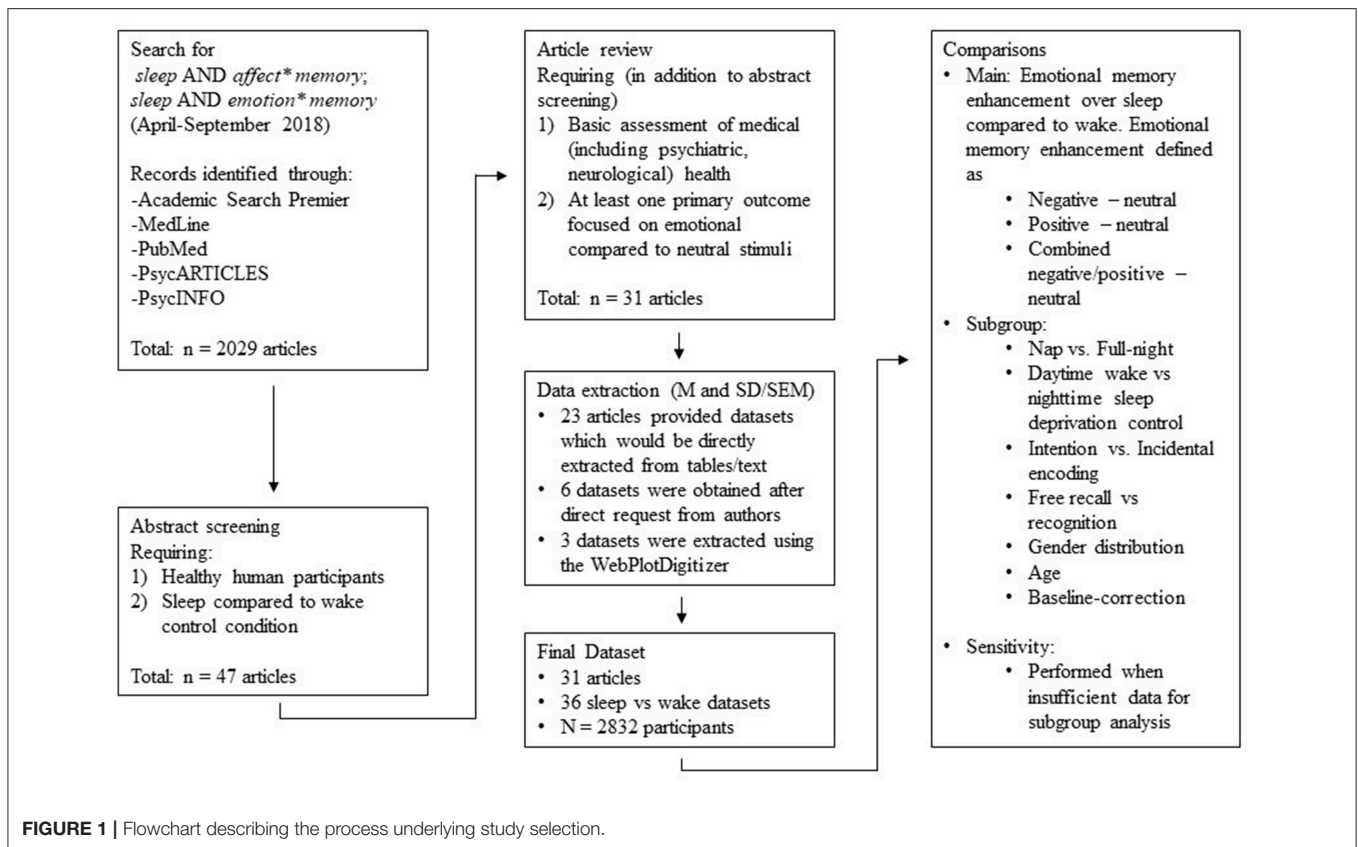 Search for
sleep AND affect* memory;
sleep AND emotion* memory
(April-September 2018)
Records identified through:
-Academic Search Premier
-MedLine
-PubMed
-PsycARTICLES
-PsycINFO
Total: n = 2029 articles
Abstract screening
Requiring:
1) Healthy human participants
2) Sleep compared to wake
control condition
Total: n = 47 articles
Article review
Requiring (in addition to abstract
screening)
1) Basic assessment of medical
(including psychiatric,
neurological) health
2) At least one primary outcome
focused on emotional
compared to neutral stimuli
Total: n = 31 articles
Data extraction (M and SD/SEM)
• 23 articles provided datasets
which would be directly
extracted from tables/text
• 6 datasets were obtained after
direct request from authors
• 3 datasets were extracted using
the WebPlotDigitizer
Final Dataset
• 31 articles
• 36 sleep vs wake datasets
• N = 2832 participants
Comparisons
• Main: Emotional memory
enhancement over sleep
compared to wake. Emotional
memory enhancement defined
as
• Negative – neutral
• Positive – neutral
• Combined
negative/positive –
neutral
• Subgroup:
• Nap vs. Full-night
• Daytime wake vs
nighttime sleep
deprivation control
• Intention vs. Incidental
encoding
• Free recall vs
recognition
• Gender distribution
• Age
• Baseline-correction
• Sensitivity:
• Performed when
insufficient data for
subgroup analysis
FIGURE 1 | Flowchart describing the process underlying study selection.